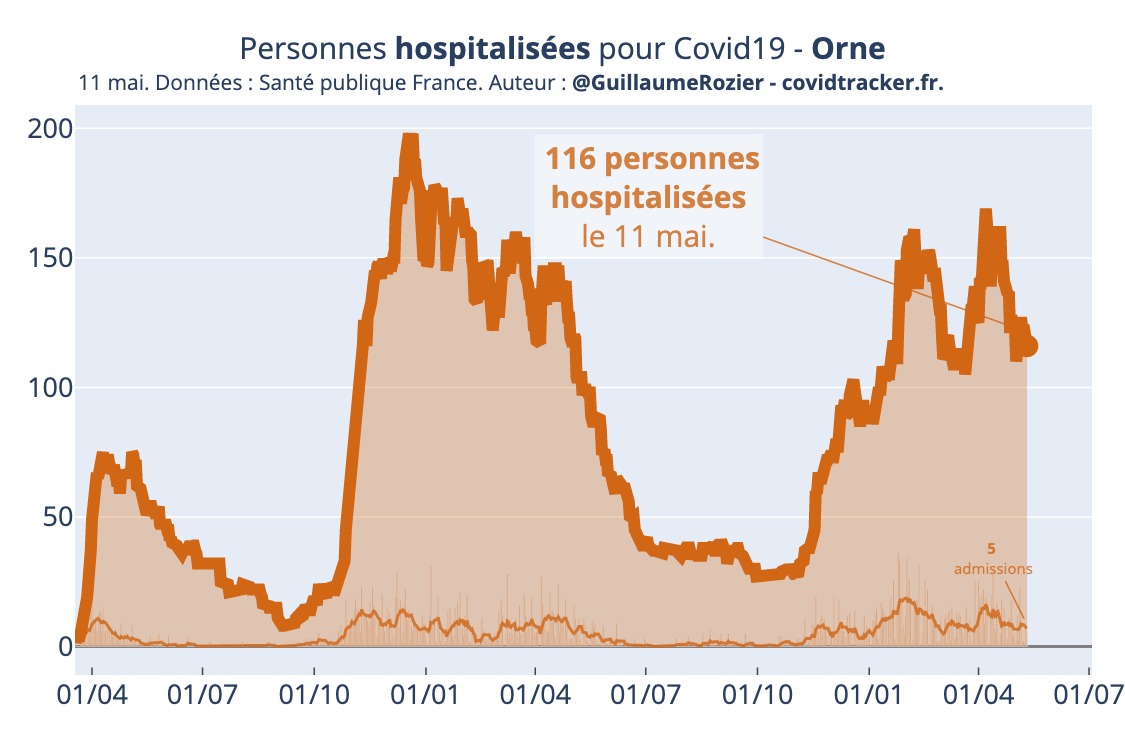 Personnes hospitalisées pour Covid19 - Orne
11 mai. Données : Santé publique France. Auteur : @GuillaumeRozier - covidtracker.fr.
200
116 personnes
hospitalisées
le 11 mai.
150
100
50
5
admissions
0
01/04 01/07 01/10 01/01 01/04 01/07 01/10 01/01 01/04 01/07